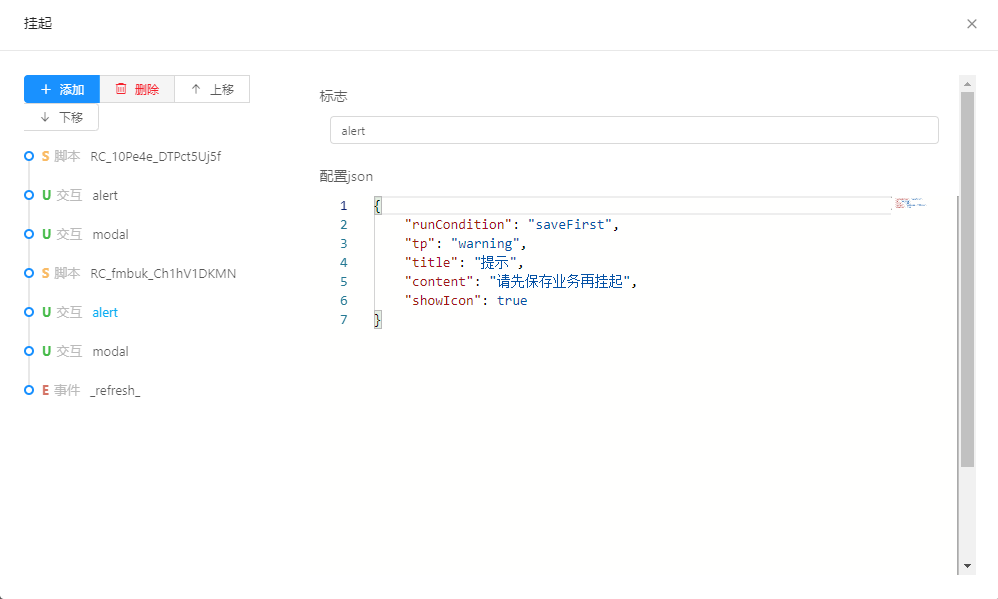 挂起
添加 删除 上移
下移
S 脚本 RC_10Pe4e_DTPct5Uj5f
U 交互 alert
U 交互 modal
S 脚本 RC_fmbuk_Ch1hV1DKMN
U 交互 alert
U 交互 modal
E 事件 _refresh_
标志
alert
配置json
1 {
2 "runCondition": "saveFirst",
3 "tp": "warning",
4 "title": "提示",
5 "content": "请先保存业务再挂起",
6 "showIcon": true
7 }